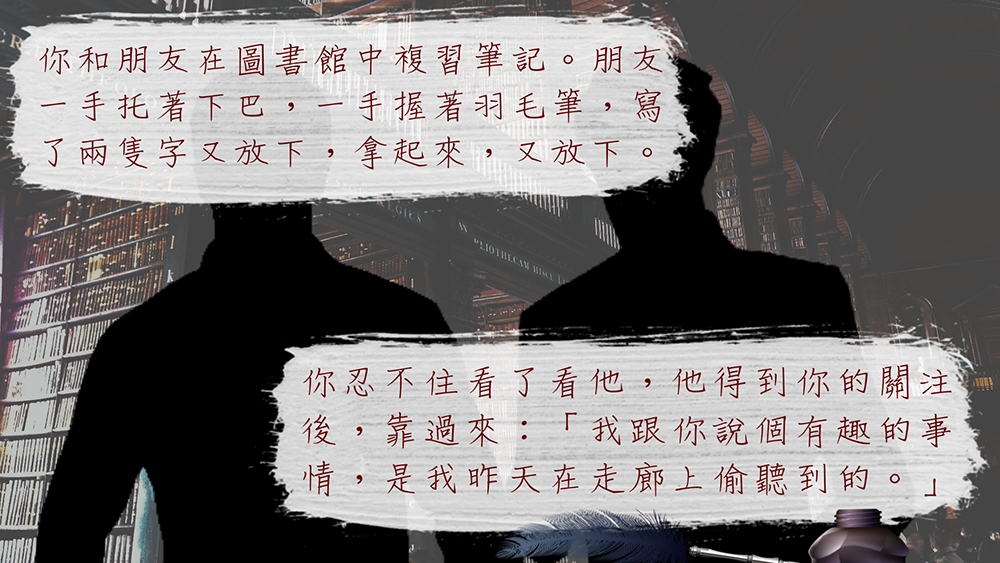 你和朋友在圖書館中複習筆記。朋友
一手托著下巴，一手握著羽毛筆，寫
了兩隻字又放下，拿起來，又放下。
你忍不住看了看他，他得到你的關注
後，靠過來：「我跟你說個有趣的事
情，是我昨天在走廊上偷聽到的。」